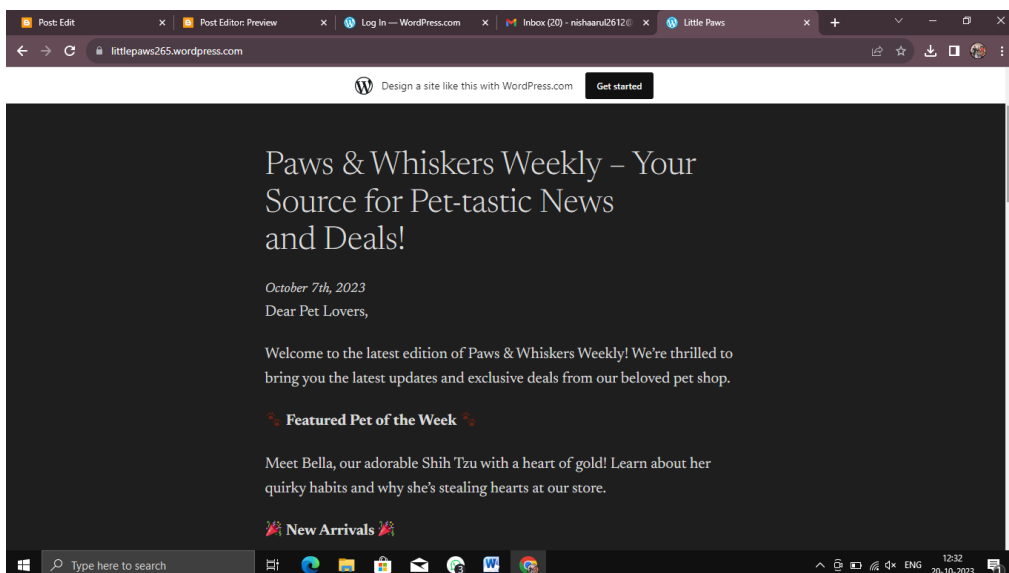 Post: Edit
Post Editor: Preview
Log In — WordPress.com
Inbox (20) - nishaarul2612@
Little Paws
littlepaws265.wordpress.com
Design a site like this with WordPress.com Get started
Paws & Whiskers Weekly – Your
Source for Pet-tastic News
and Deals!
October 7th, 2023
Dear Pet Lovers,
Welcome to the latest edition of Paws & Whiskers Weekly! We’re thrilled to
bring you the latest updates and exclusive deals from our beloved pet shop.
🐾 Featured Pet of the Week 🐾
Meet Bella, our adorable Shih Tzu with a heart of gold! Learn about her
quirky habits and why she’s stealing hearts at our store.
🎉 New Arrivals 🎉
Type here to search
ENG
12:32
20-10-2023